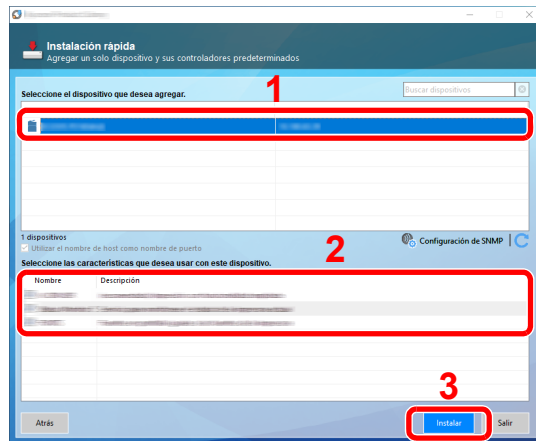 Instalación rápida
Agregar un solo dispositivo y sus controladores predeterminados
1
Seleccione el dispositivo que desea agregar.
Buscar dispositivos
1 dispositivos
Configuración de SNMP
Utilizar el nombre de host como nombre de puerto
2
Seleccione las características que desea usar con este dispositivo.
Nombre Descripción
3
Atrás Instalar Salir